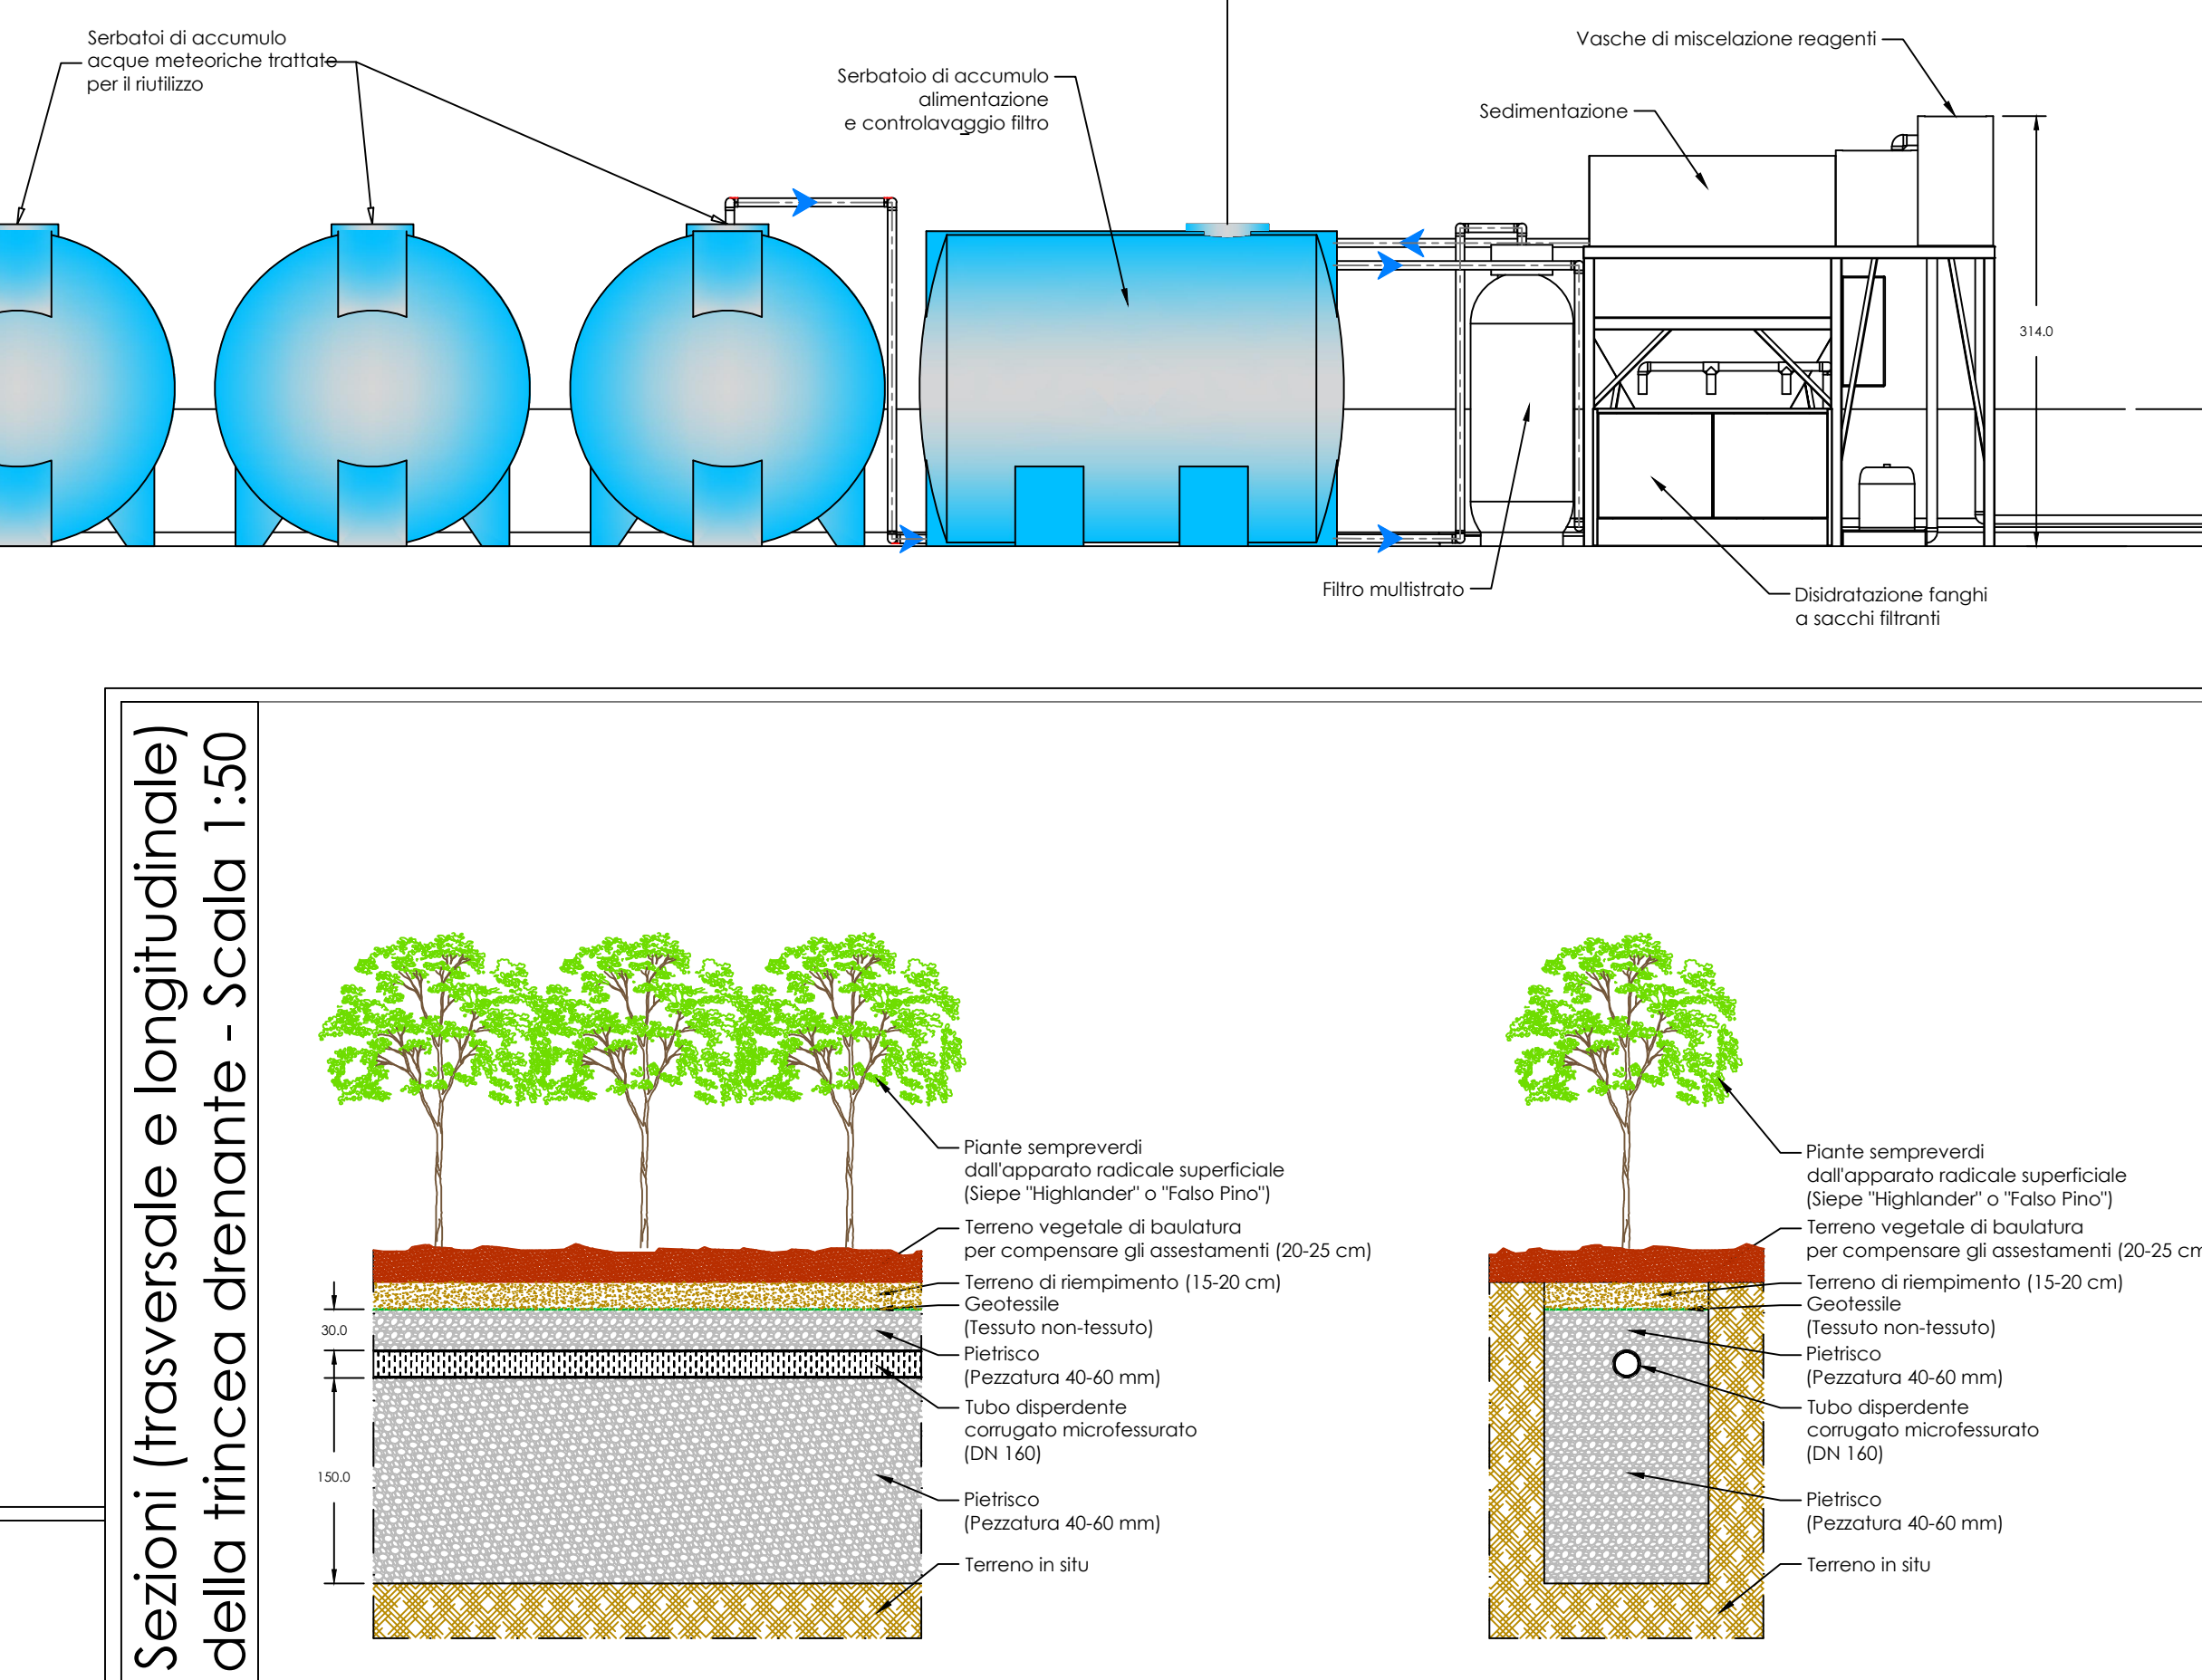 Serbatoi di accumulo
acque meteoriche trattate
per il riutilizzo
Serbatoio di accumulo
alimentazione
e controlavaggio filtro
Vasche di miscelazione reagenti
Sedimentazione
314.0
Filtro multistrato
Disidratazione fanghi
a sacchi filtranti
Sezioni (trasversale e longitudinale)
della trincea drenante - Scala 1:50
Piante sempreverdi
dall'apparato radicale superficiale
(Siepe "Highlander" o "Falso Pino")
Terreno vegetale di baulatura
per compensare gli assestamenti (20-25 cm)
Terreno di riempimento (15-20 cm)
Geotessile
(Tessuto non-tessuto)
30.0
Pietrisco
(Pezzatura 40-60 mm)
Tubo disperdente
corrugato microfessurato
(DN 160)
150.0
Pietrisco
(Pezzatura 40-60 mm)
Terreno in situ
Piante sempreverdi
dall'apparato radicale superficiale
(Siepe "Highlander" o "Falso Pino")
Terreno vegetale di baulatura
per compensare gli assestamenti (20-25 cm
Terreno di riempimento (15-20 cm)
Geotessile
(Tessuto non-tessuto)
Pietrisco
(Pezzatura 40-60 mm)
Tubo disperdente
corrugato microfessurato
(DN 160)
Pietrisco
(Pezzatura 40-60 mm)
Terreno in situ